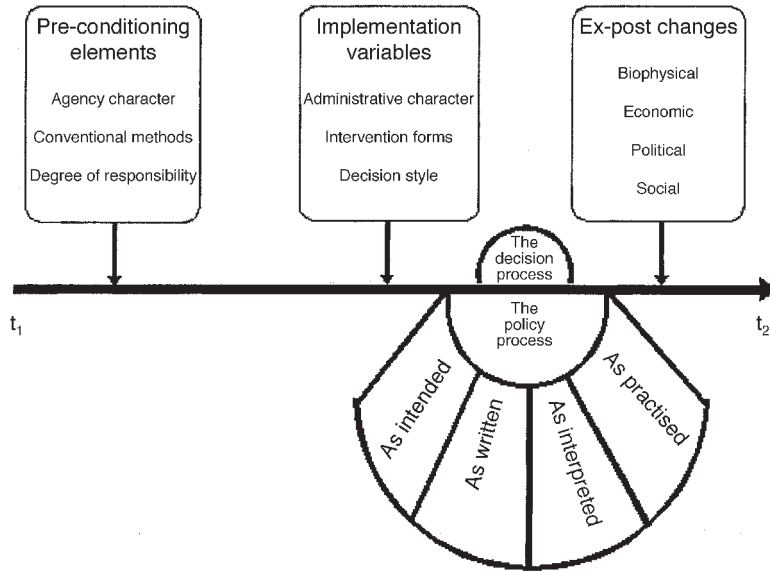 Pre-conditioning
elements
Agency character
Conventional methods
Degree of responsibility
Implementation
variables
Administrative character
Intervention forms
Decision style
Ex-post changes
Biophysical
Economic
Political
Social
The
decision
process
t1
t2
The
policy
process
As intended
As written
As interpreted
As practised